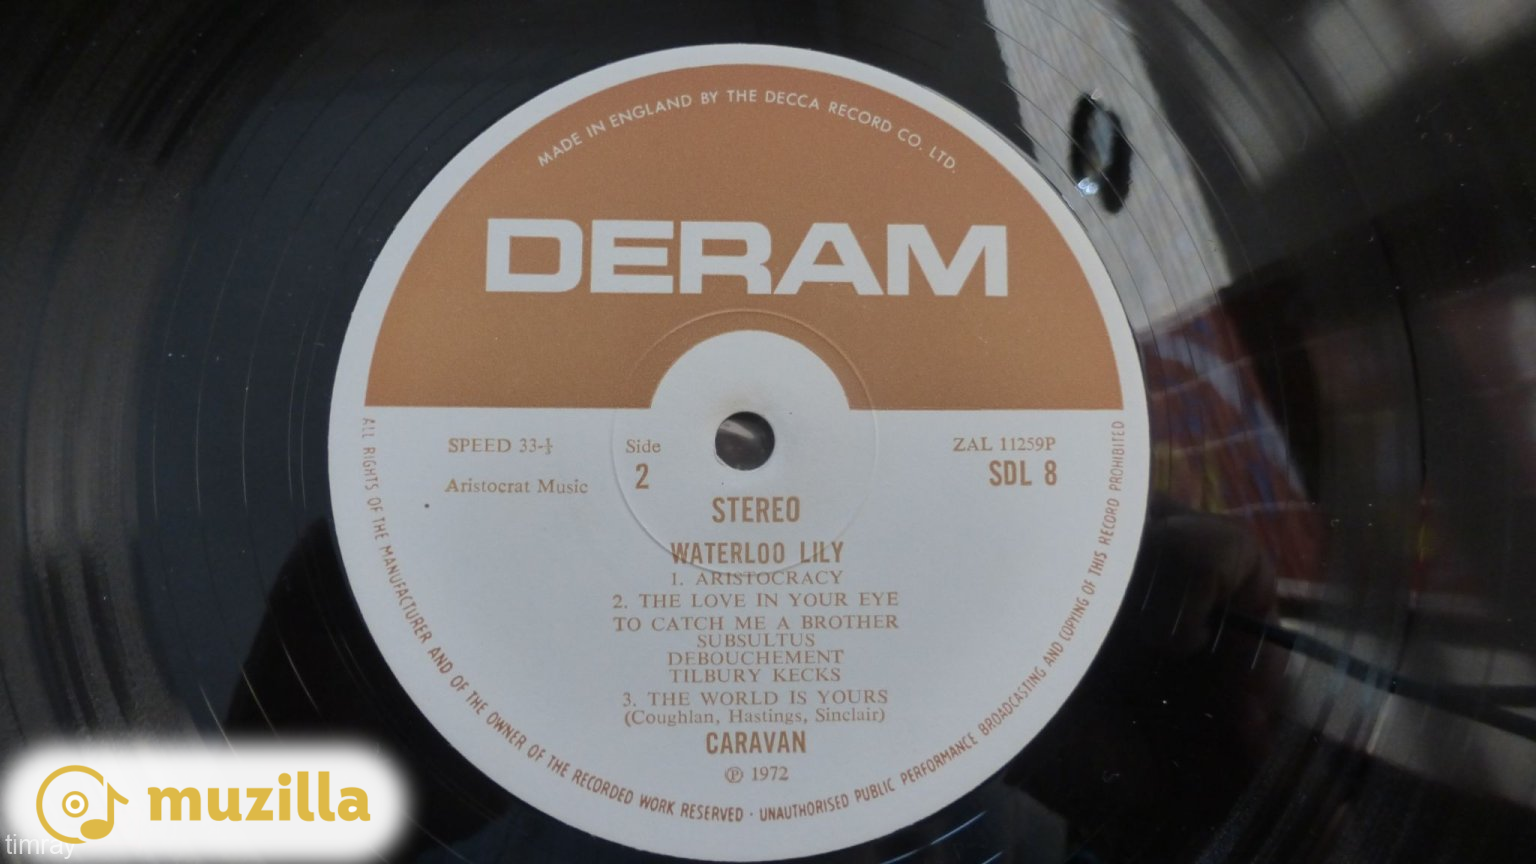 MADE IN ENGLAND BY THE DECCA RECORD CO. LTD.
DERAM
SPEED 33-⅓
Side
ZAL 11259P
Aristocrat Music
2
SDL 8
STEREO
WATERLOO LILY
1. ARISTOCRACY
2. THE LOVE IN YOUR EYE
TO CATCH ME A BROTHER
SUBSULTUS
DEBOUCHEMENT
TILBURY KECKS
3. THE WORLD IS YOURS
(Coughlan, Hastings, Sinclair)
CARAVAN
℗ 1972
ALL RIGHTS OF THE MANUFACTURER AND OF THE OWNER OF THE RECORDED WORK RESERVED · UNAUTHORISED PUBLIC PERFORMANCE BROADCASTING AND COPYING OF THIS RECORD PROHIBITED
muzilla
timray